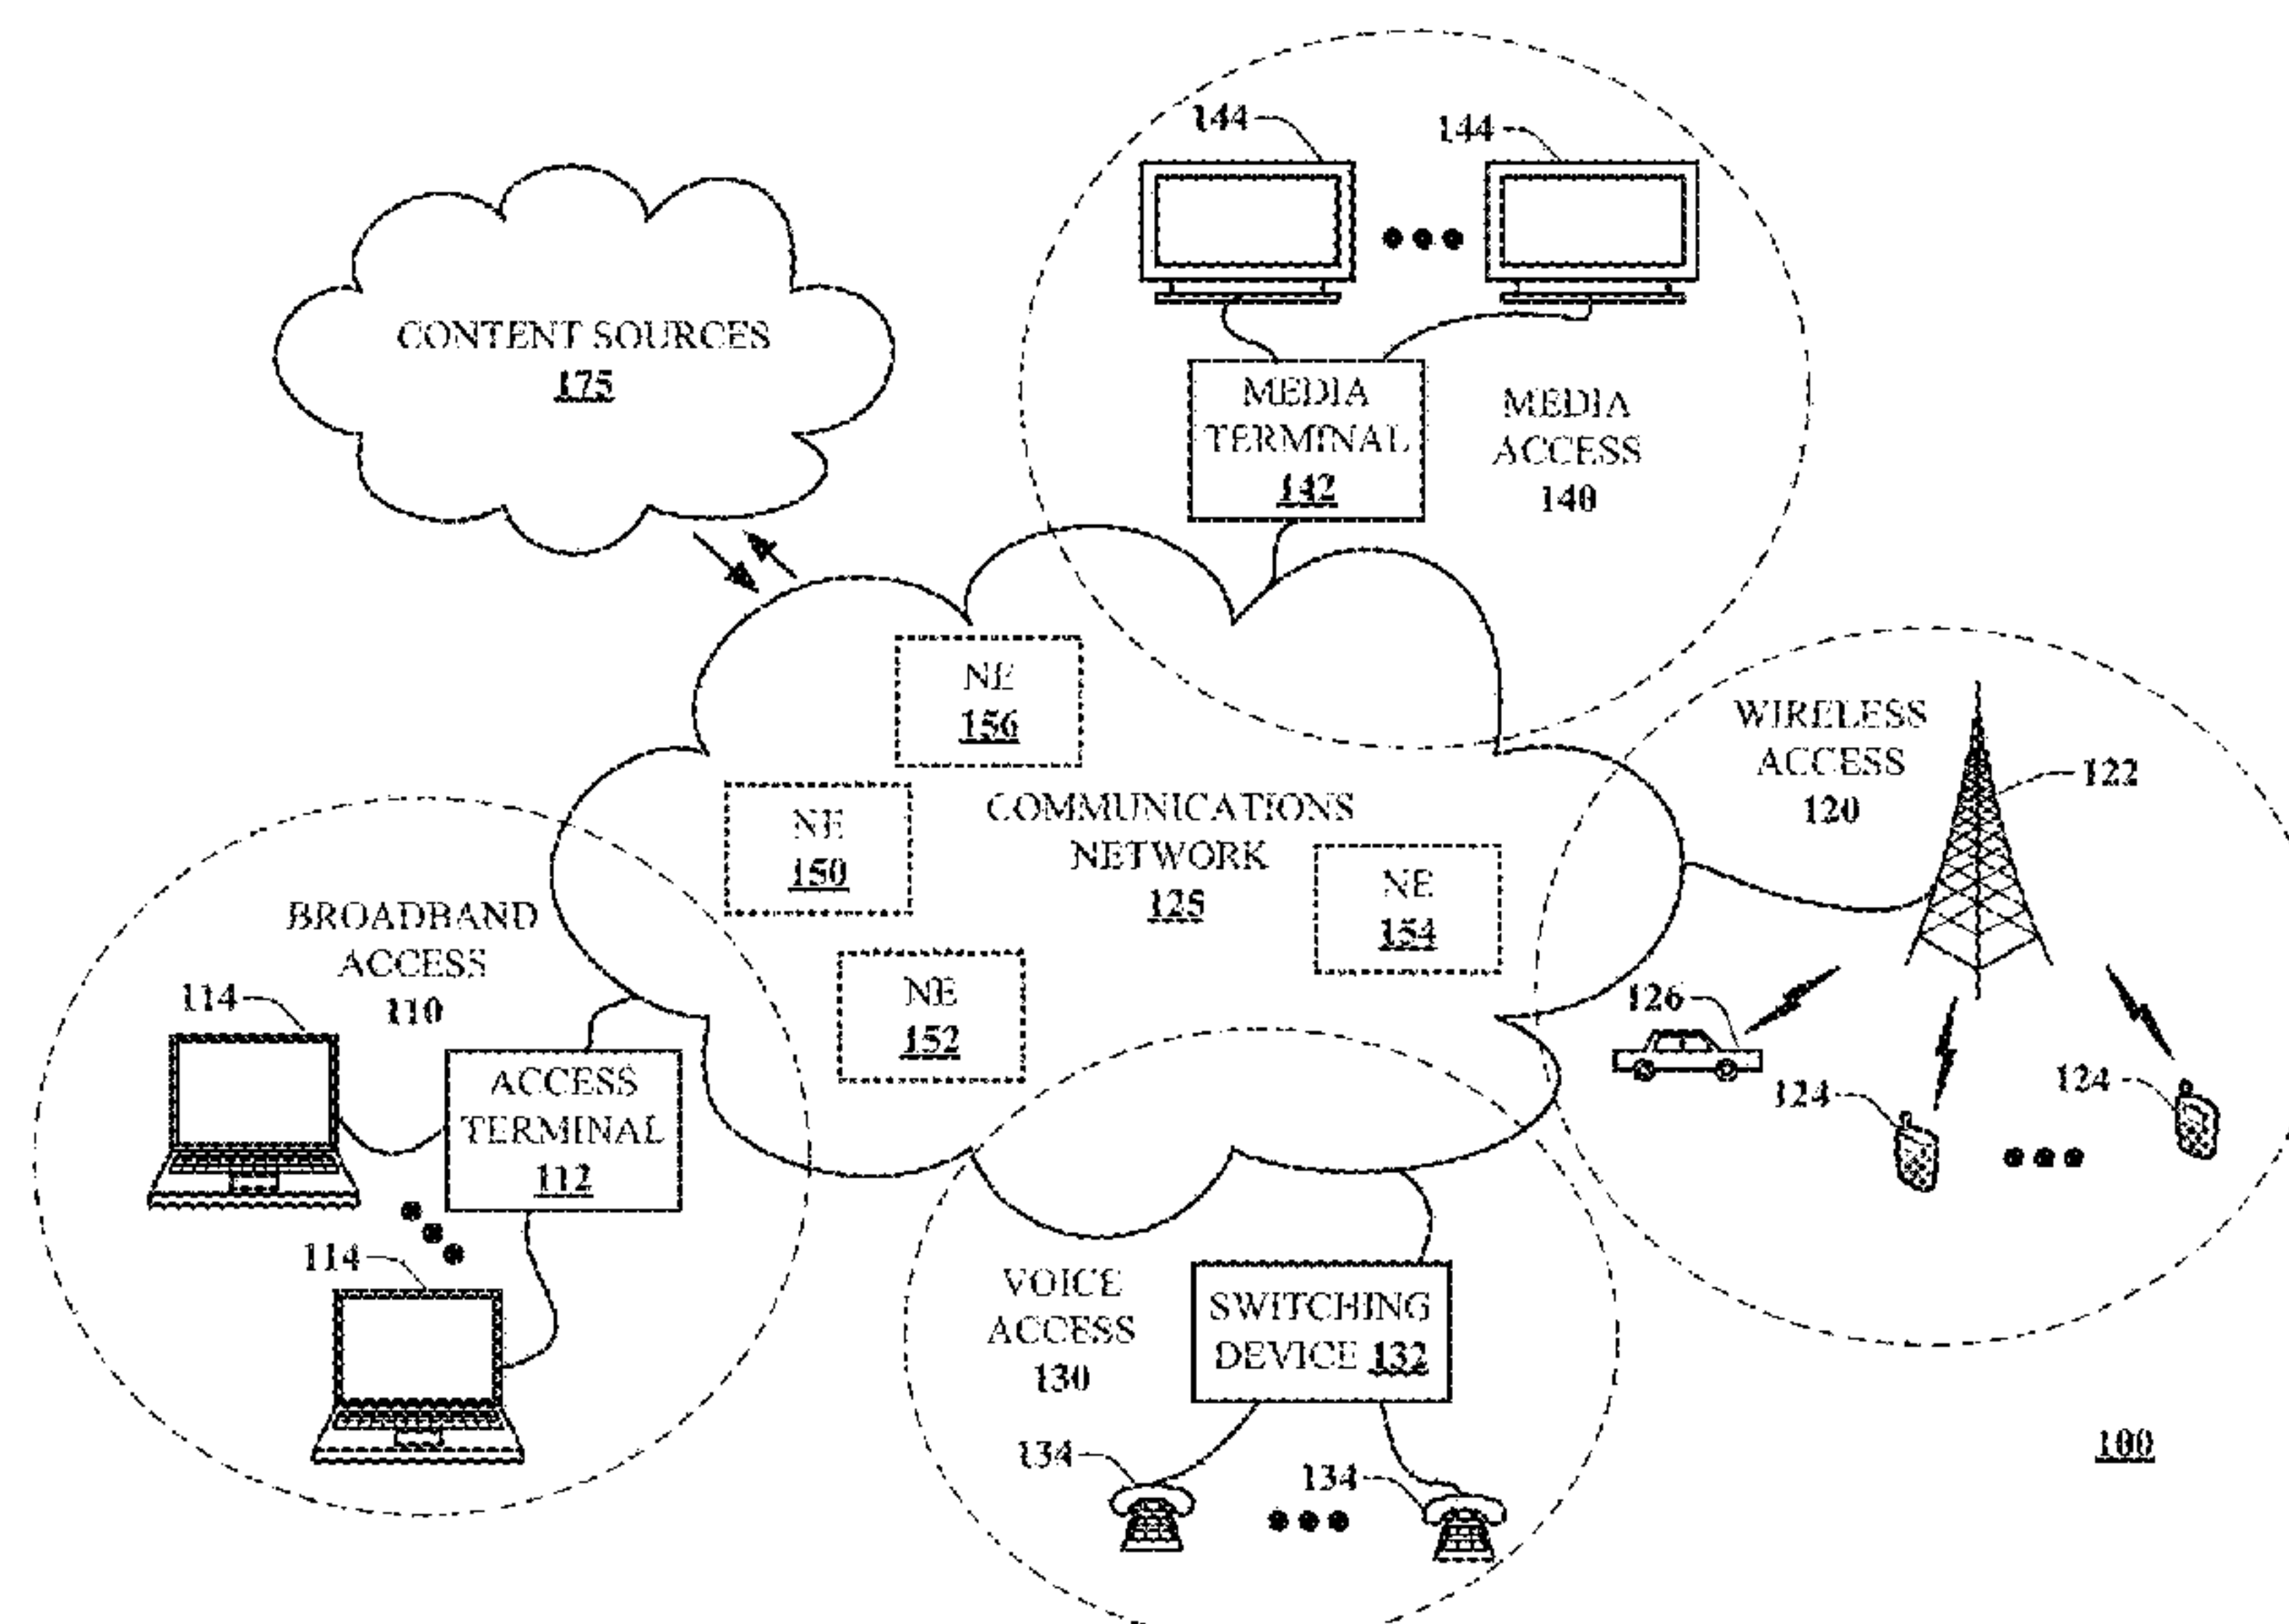 144
144
CONTENT SOURCES
175
MEDIA
TERMINAL
142
MEDIA
ACCESS
140
NE
156
WIRELESS
ACCESS
120
122
NE
150
COMMUNICATIONS
NETWORK
125
NE
154
BROADBAND
ACCESS
110
114
NE
152
126
124
124
ACCESS
TERMINAL
112
114
VOICE
ACCESS
130
SWITCHING
DEVICE 132
134
134
100